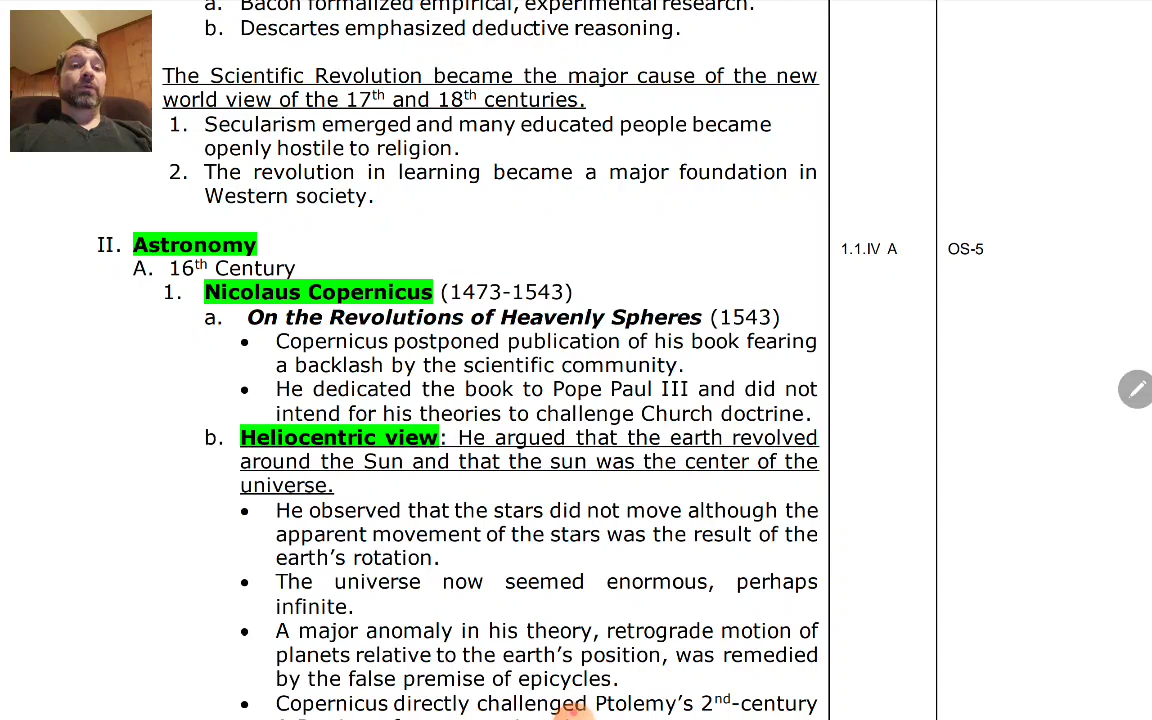 a. Bacon formalized empirical, experimental research.
b. Descartes emphasized deductive reasoning.
The Scientific Revolution became the major cause of the new
world view of the 17th and 18th centuries.
1. Secularism emerged and many educated people became
openly hostile to religion.
2. The revolution in learning became a major foundation in
Western society.
II. Astronomy
1.1.IV A
OS-5
A. 16th Century
1. Nicolaus Copernicus (1473-1543)
a. On the Revolutions of Heavenly Spheres (1543)
• Copernicus postponed publication of his book fearing
a backlash by the scientific community.
• He dedicated the book to Pope Paul III and did not
intend for his theories to challenge Church doctrine.
b. Heliocentric view: He argued that the earth revolved
around the Sun and that the sun was the center of the
universe.
• He observed that the stars did not move although the
apparent movement of the stars was the result of the
earth's rotation.
• The universe now seemed enormous, perhaps
infinite.
• A major anomaly in his theory, retrograde motion of
planets relative to the earth's position, was remedied
by the false premise of epicycles.
• Copernicus directly challenged Ptolemy's 2nd-century